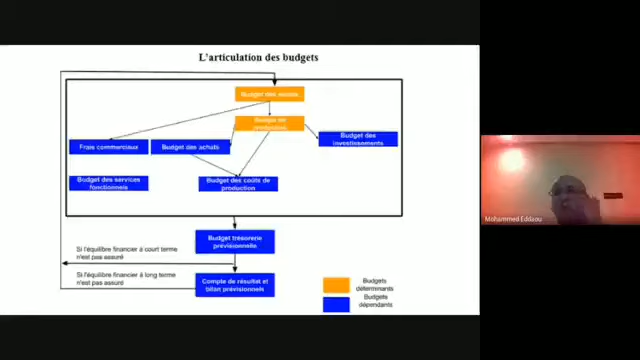 L'articulation des budgets
Budget des ventes
Budget de
production
Frais commerciaux
Budget des achats
Budget des
investissements
Budget des services
fonctionnels
Budget des coûts de
production
Budget trésorerie
prévisionnelle
Si l'équilibre financier à court terme
n'est pas assuré
Si l'équilibre financier à long terme
n'est pas assuré
Compte de résultat et
bilan prévisionnels
Budgets
déterminants
Budgets
dépendants
Mohammed Eddaou